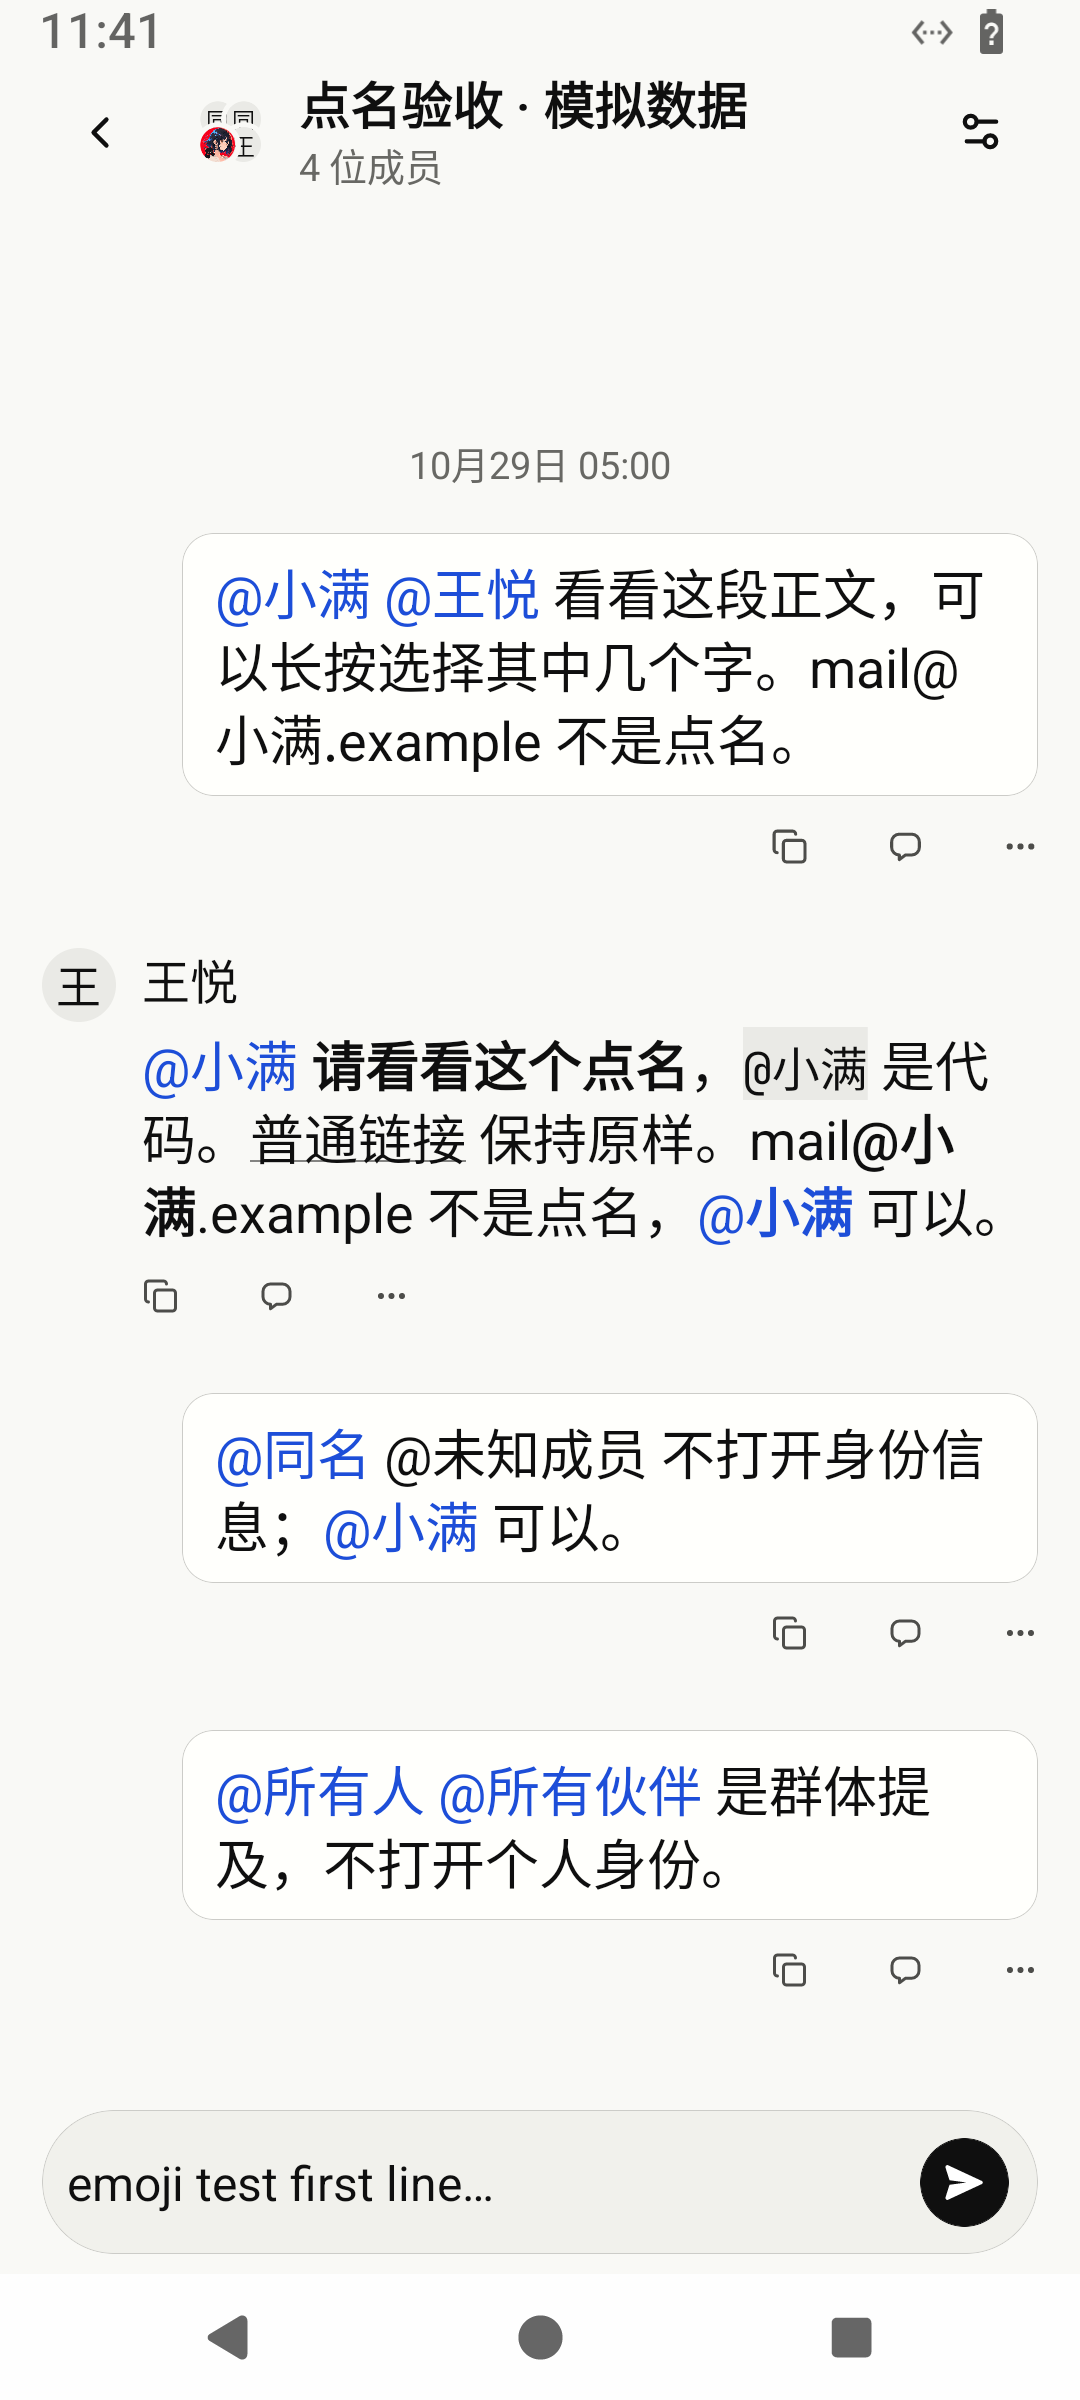 11:41
点名验收 · 模拟数据
4 位成员
王
10月29日 05:00
@小满 @王悦 看看这段正文，可
以长按选择其中几个字。mail@
小满.example 不是点名。
王 王悦
@小满 请看看这个点名，@小满 是代
码。普通链接 保持原样。mail@小
满.example 不是点名，@小满 可以。
@同名 @未知成员 不打开身份信
息；@小满 可以。
@所有人 @所有伙伴 是群体提
及，不打开个人身份。
emoji test first line…